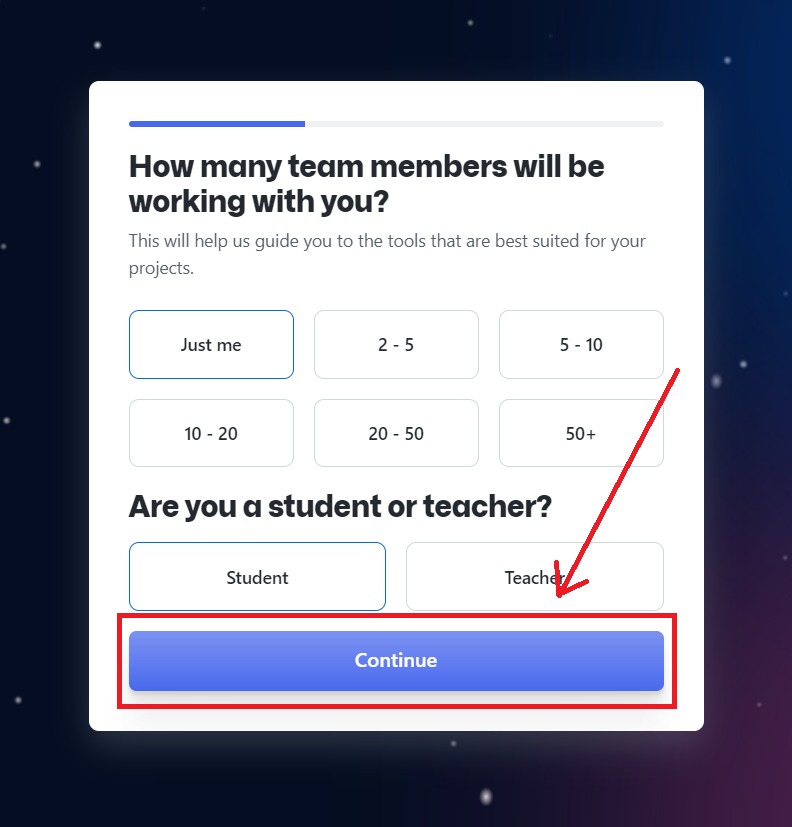 How many team members will be
working with you?
This will help us guide you to the tools that are best suited for your
projects.
Just me
2 - 5
5 - 10
10 - 20
20 - 50
50+
Are you a student or teacher?
Student
Teacher
Continue